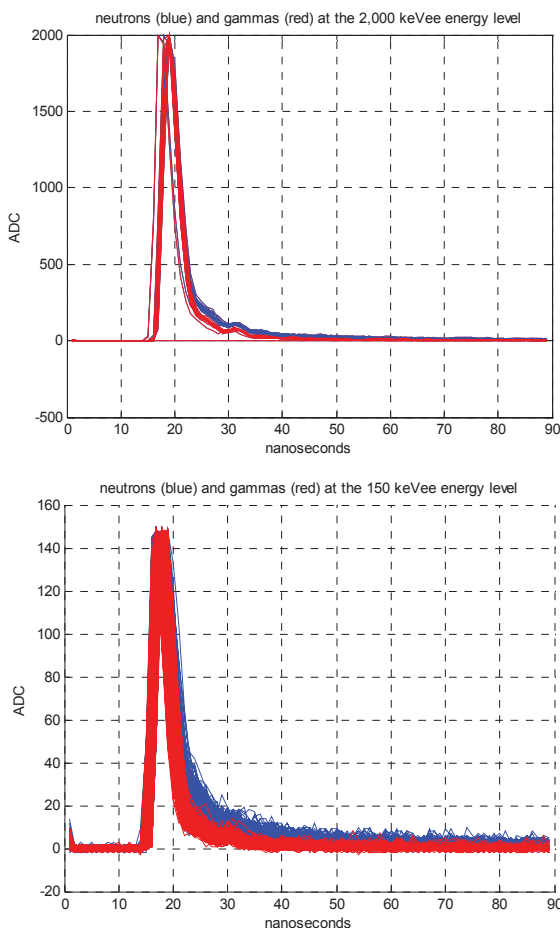 neutrons (blue) and gammas (red) at the 2,000 keVee energy level
2000
1500
1000
500
0
-500
ADC
0 10 20 30 40 50 60 70 80 90
nanoseconds
neutrons (blue) and gammas (red) at the 150 keVee energy level
160
140
120
100
80
60
40
20
0
-20
ADC
0 10 20 30 40 50 60 70 80 90
nanoseconds